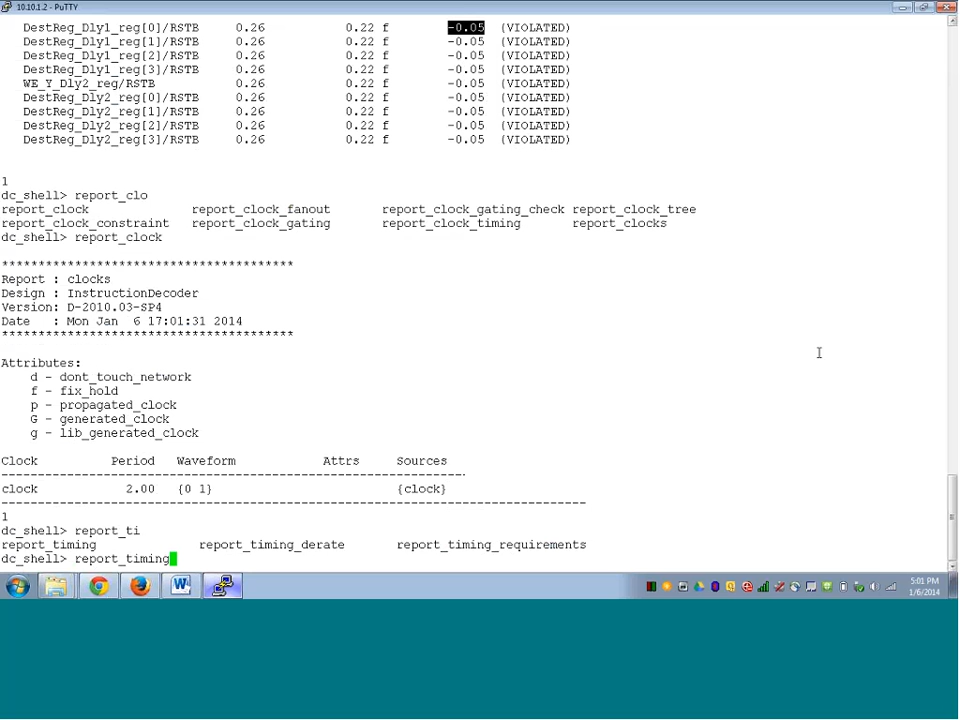 10.10.1.2 - PuTTY
DestReg_Dly1_reg[0]/RSTB 0.26 0.22 f -0.05 (VIOLATED)
DestReg_Dly1_reg[1]/RSTB 0.26 0.22 f -0.05 (VIOLATED)
DestReg_Dly1_reg[2]/RSTB 0.26 0.22 f -0.05 (VIOLATED)
DestReg_Dly1_reg[3]/RSTB 0.26 0.22 f -0.05 (VIOLATED)
WE_Y_Dly2_reg/RSTB 0.26 0.22 f -0.05 (VIOLATED)
DestReg_Dly2_reg[0]/RSTB 0.26 0.22 f -0.05 (VIOLATED)
DestReg_Dly2_reg[1]/RSTB 0.26 0.22 f -0.05 (VIOLATED)
DestReg_Dly2_reg[2]/RSTB 0.26 0.22 f -0.05 (VIOLATED)
DestReg_Dly2_reg[3]/RSTB 0.26 0.22 f -0.05 (VIOLATED)
1
dc_shell> report_clo
report_clock report_clock_fanout report_clock_gating_check report_clock_tree
report_clock_constraint report_clock_gating report_clock_timing report_clocks
dc_shell> report_clock
****************************************
Report : clocks
Design : InstructionDecoder
Version: D-2010.03-SP4
Date : Mon Jan 6 17:01:31 2014
****************************************
Attributes:
d - dont_touch_network
f - fix_hold
p - propagated_clock
G - generated_clock
g - lib_generated_clock
Clock Period Waveform Attrs Sources
--------------------------------------------------------------------------------
clock 2.00 {0 1} {clock}
--------------------------------------------------------------------------------
1
dc_shell> report_ti
report_timing report_timing_derate report_timing_requirements
dc_shell> report_timing
5:01 PM
1/6/2014